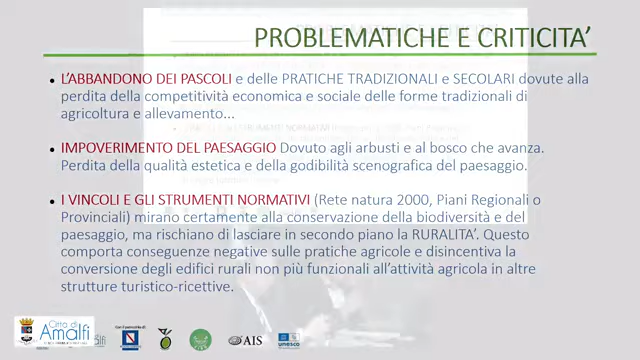 PROBLEMATICHE E CRITICITA'
L'ABBANDONO DEI PASCOLI e delle PRATICHE TRADIZIONALI e SECOLARI dovute alla
perdita della competitività economica e sociale delle forme tradizionali di
agricoltura e allevamento...
IMPOVERIMENTO DEL PAESAGGIO Dovuto agli arbusti e al bosco che avanza.
Perdita della qualità estetica e della godibilità scenografica del paesaggio.
I VINCOLI E GLI STRUMENTI NORMATIVI (Rete natura 2000, Piani Regionali o
Provinciali) mirano certamente alla conservazione della biodiversità e del
paesaggio, ma rischiano di lasciare in secondo piano la RURALITA'. Questo
comporta conseguenze negative sulle pratiche agricole e disincentiva la
conversione degli edifici rurali non più funzionali all'attività agricola in altre
strutture turistico-ricettive.
Città di
Amalfi
AIS
unesco